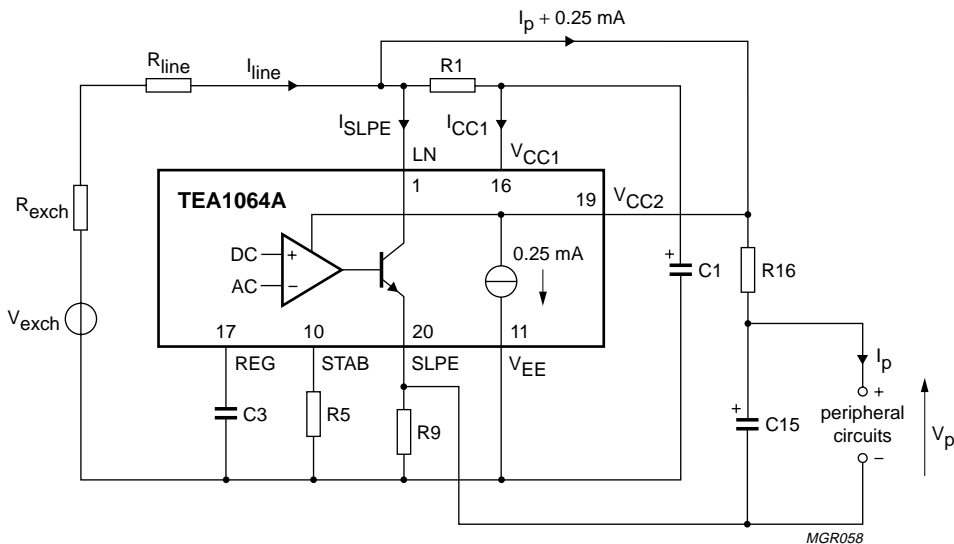 Ip + 0.25 mA
Rline
Iline
R1
ISLPE
ICC1
LN
VCC1
1
16
TEA1064A
19
VCC2
Rexch
DC
+
0.25 mA
+
C1
R16
AC
−
Vexch
17
10
20
11
REG
STAB
SLPE
VEE
Ip
C3
R5
R9
+
C15
+
peripheral
circuits
−
Vp
MGR058